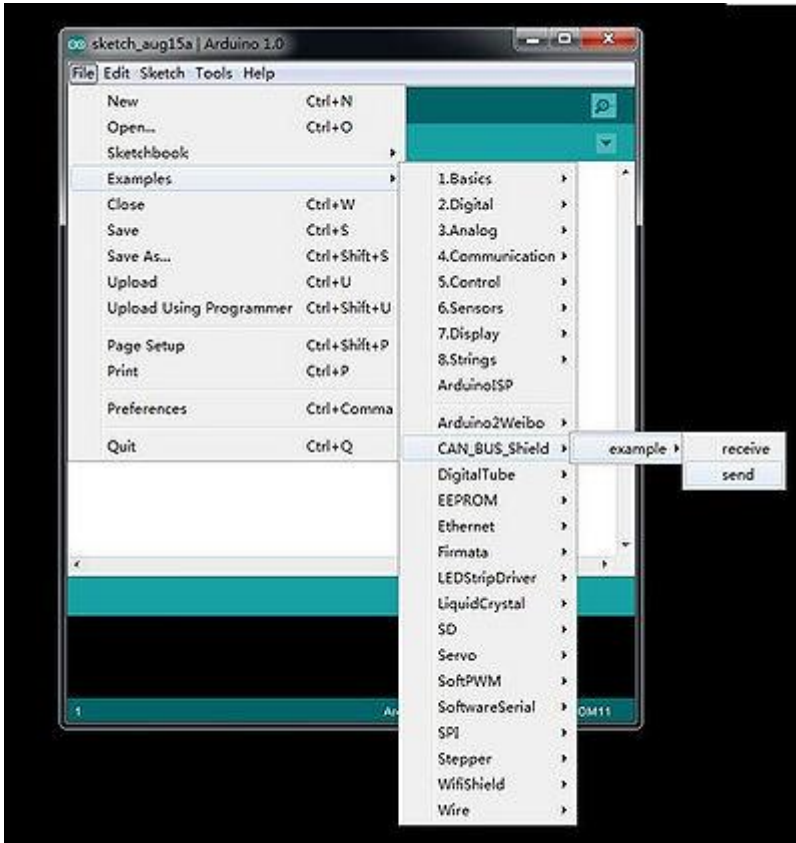 sketch_aug15a | Arduino 1.0
File Edit Sketch Tools Help
New Ctrl+N
Open... Ctrl+O
Sketchbook
Examples
Close Ctrl+W
Save Ctrl+S
Save As... Ctrl+Shift+S
Upload Ctrl+U
Upload Using Programmer Ctrl+Shift+U
Page Setup Ctrl+Shift+P
Print Ctrl+P
Preferences Ctrl+Comma
Quit Ctrl+Q
1.Basics
2.Digital
3.Analog
4.Communication
5.Control
6.Sensors
7.Display
8.Strings
ArduinoISP
Arduino2Weibo
CAN_BUS_Shield
DigitalTube
EEPROM
Ethernet
Firmata
LEDStripDriver
LiquidCrystal
SD
Servo
SoftPWM
SoftwareSerial
SPI
Stepper
WifiShield
Wire
example
receive
send
1
OM11